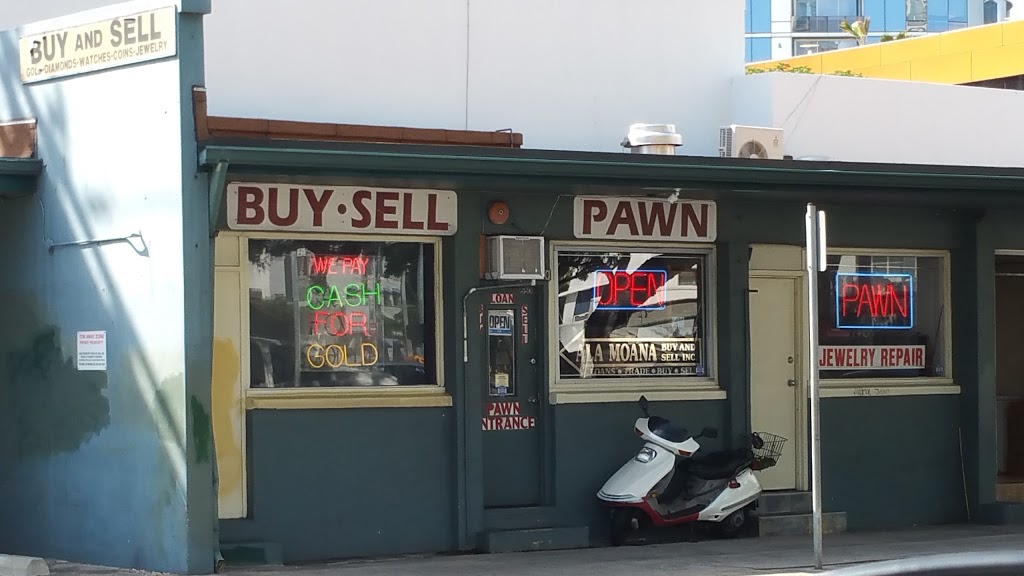 BUY AND SELL
GOLD-DIAMONDS-WATCHES-COINS-JEWELRY
BUY·SELL
PAWN
WE PAY
CASH
FOR
GOLD
LOAN
SELL
OPEN
PAWN
ENTRANCE
OPEN
ALA MOANA BUY AND SELL INC
LOANS★TRADE★BUY★SELL
PAWN
JEWELRY REPAIR